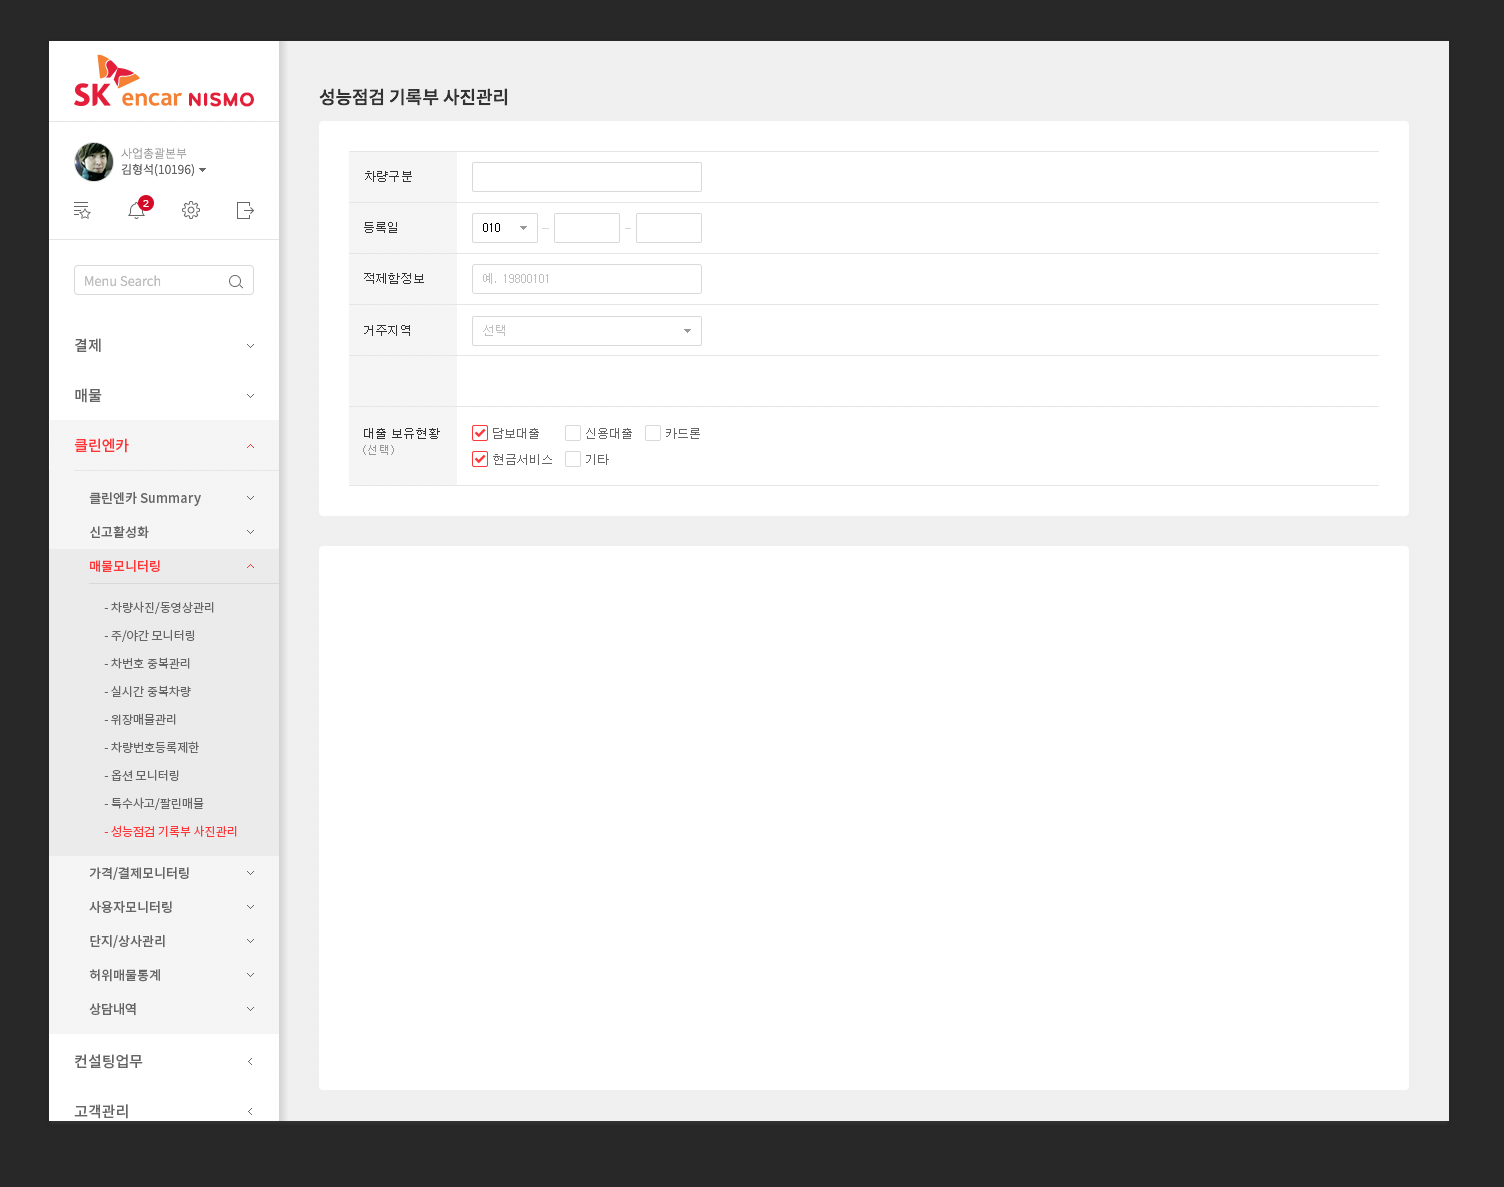 SK encar NISMO
사업총괄본부
김형석(10196)
2
Menu Search
결제
매물
클린엔카
클린엔카 Summary
신고활성화
매물모니터링
- 차량사진/동영상관리
- 주/야간 모니터링
- 차번호 중복관리
- 실시간 중복차량
- 위장매물관리
- 차량번호등록제한
- 옵션 모니터링
- 특수사고/팔린매물
- 성능점검 기록부 사진관리
가격/결제모니터링
사용자모니터링
단지/상사관리
허위매물통계
상담내역
컨설팅업무
고객관리
성능점검 기록부 사진관리
차량구분
등록일
010 - -
적제함정보
예. 19800101
거주지역
선택
대출 보유현황
(선택)
담보대출 신용대출 카드론
현금서비스 기타